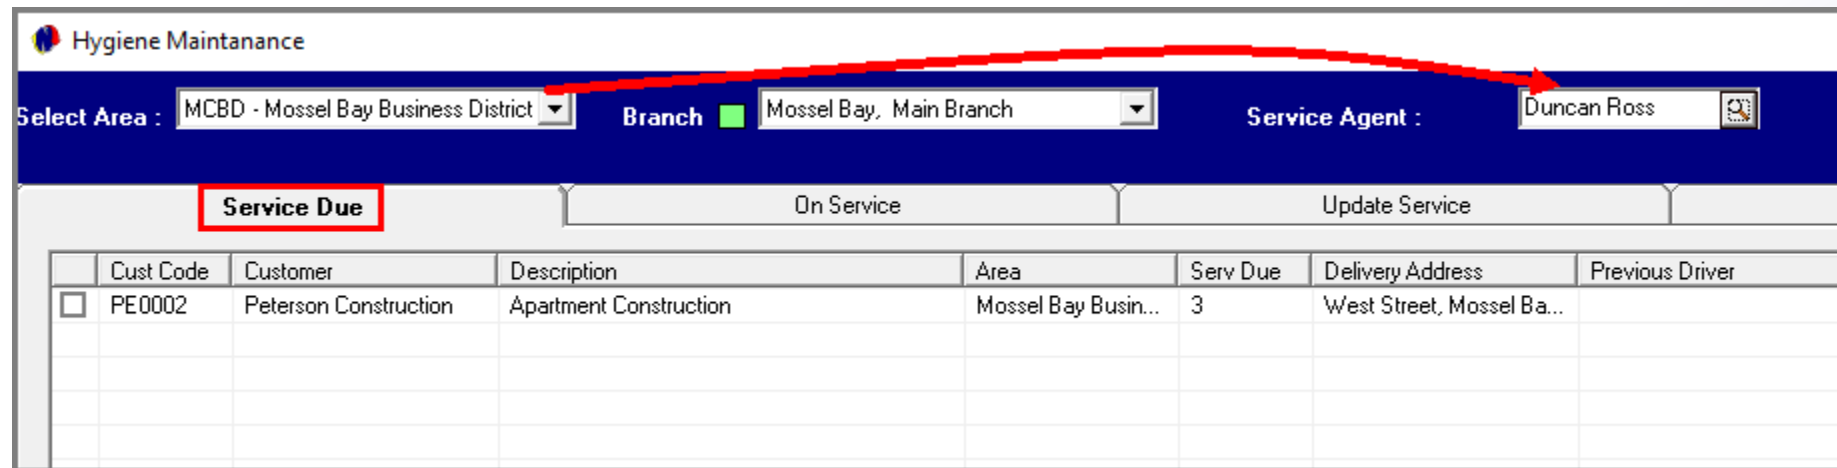 Hygiene Maintanance
Select Area : MCBD - Mossel Bay Business District Branch Mossel Bay, Main Branch Service Agent : Duncan Ross
Service Due On Service Update Service
Cust Code Customer Description Area Serv Due Delivery Address Previous Driver
PE0002 Peterson Construction Apartment Construction Mossel Bay Busin... 3 West Street, Mossel Ba...